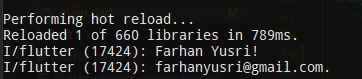 Performing hot reload...
Reloaded 1 of 660 libraries in 789ms.
I/flutter (17424): Farhan Yusri!
I/flutter (17424): farhanyusri@gmail.com.